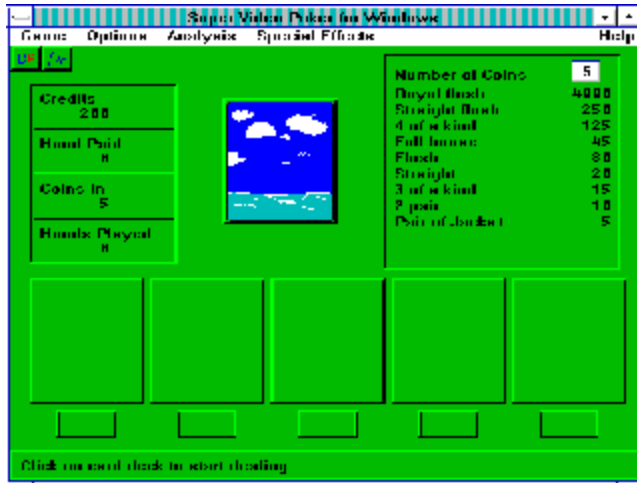 Super Video Poker for Windows
Game Options Analysis Special Effects Help
Number of Coins 5
Royal flush 4000
Straight flush 250
4 of a kind 125
Full house 45
Flush
Straight 20
3 of a kind 15
2 pair 10
Pair of Jacks+ 5
Credits
200
Hand Paid
0
Coins In
5
Hands Played
0
Click on card deck to start dealing